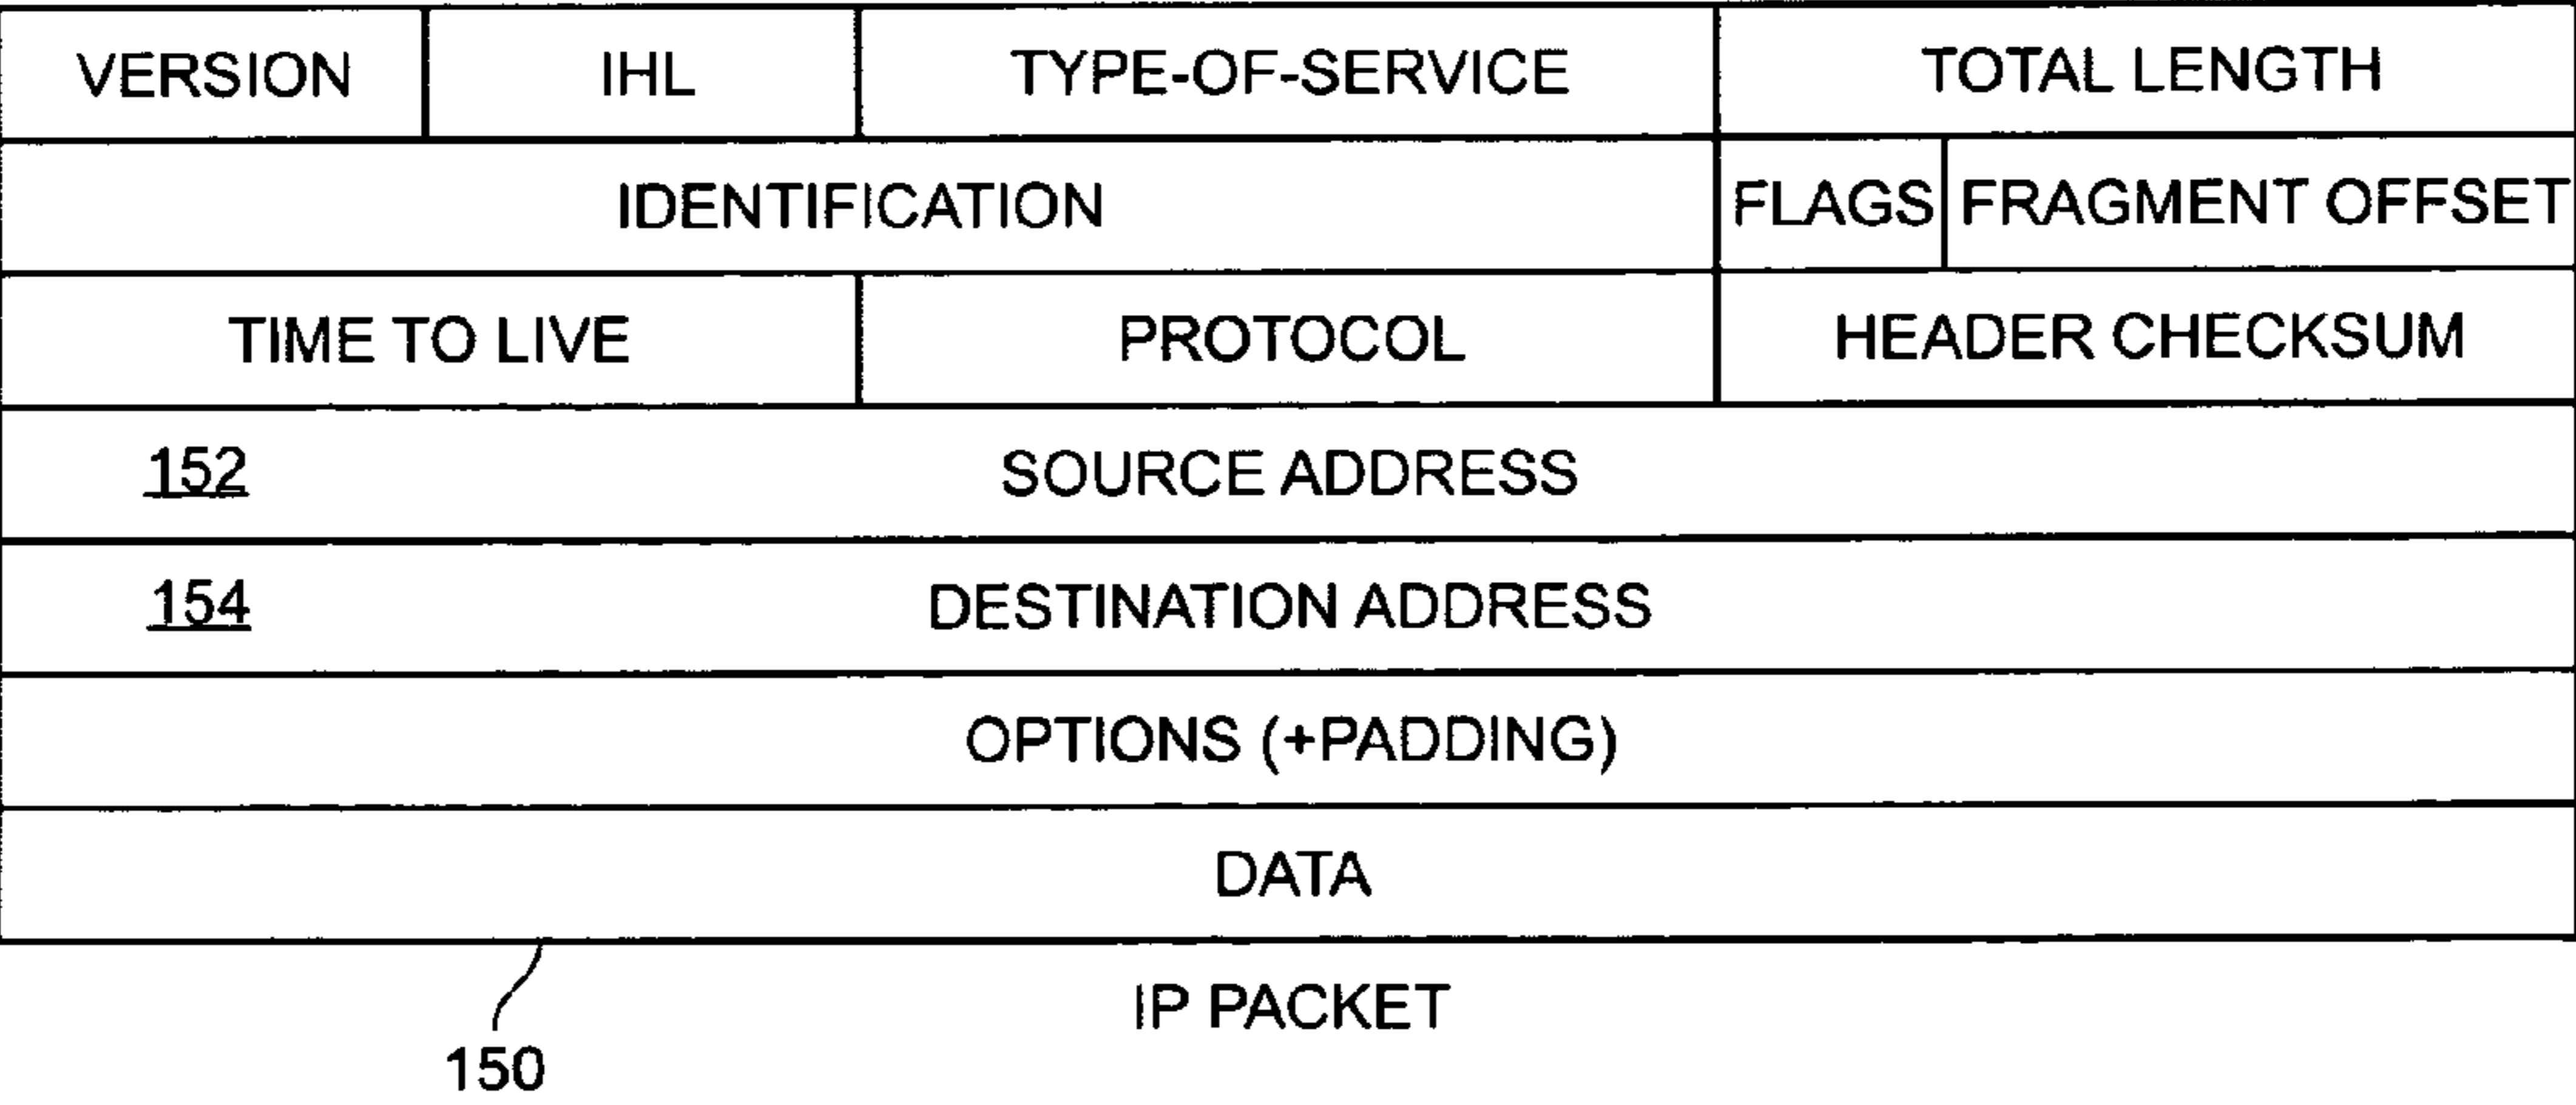 VERSION IHL TYPE-OF-SERVICE TOTAL LENGTH
IDENTIFICATION FLAGS FRAGMENT OFFSET
TIME TO LIVE PROTOCOL HEADER CHECKSUM
152 SOURCE ADDRESS
154 DESTINATION ADDRESS
OPTIONS (+PADDING)
DATA
IP PACKET
150